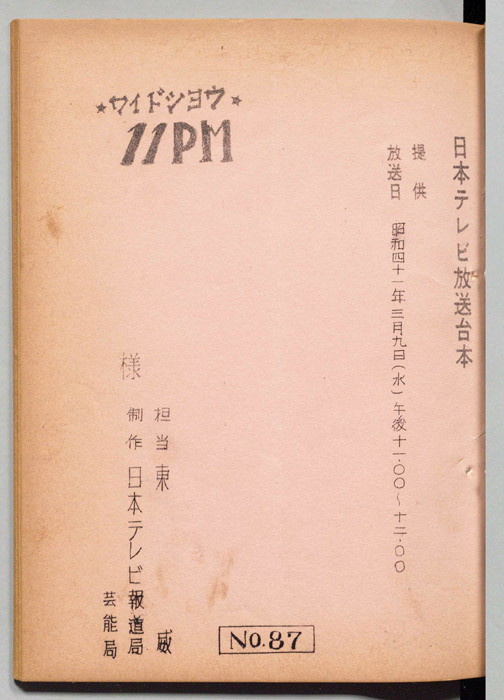 日本テレビ放送台本
提供
放送日 昭和四十一年三月九日(水)午後十一.〇〇~十二.〇〇
★ワイドショウ★
11PM
担当 東 威
制作 日本テレビ報道局
芸能局
様
No.87